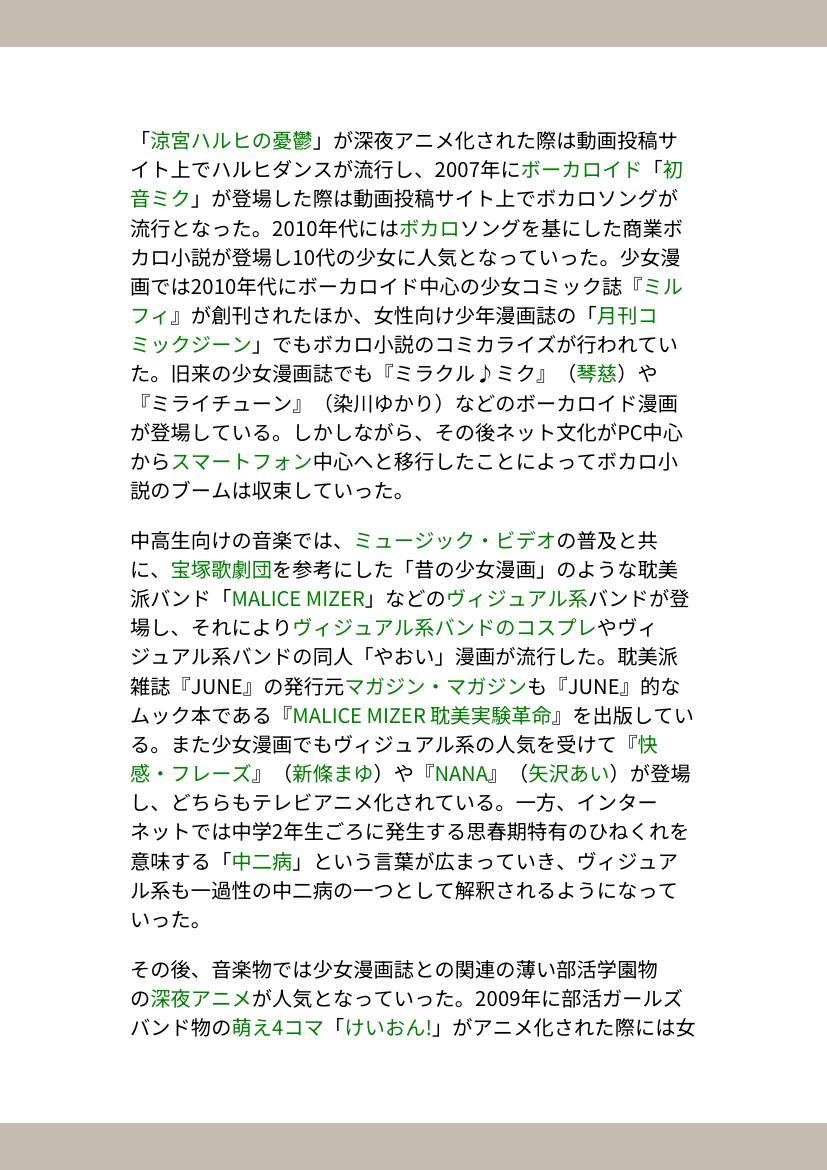 「涼宮ハルヒの憂鬱」が深夜アニメ化された際は動画投稿サ
イト上でハルヒダンスが流行し、2007年にボーカロイド「初
音ミク」が登場した際は動画投稿サイト上でボカロソングが
流行となった。2010年代にはボカロソングを基にした商業ボ
カロ小説が登場し10代の少女に人気となっていった。少女漫
画では2010年代にボーカロイド中心の少女コミック誌『ミル
フィ』が創刊されたほか、女性向け少年漫画誌の「月刊コ
ミックジーン」でもボカロ小説のコミカライズが行われてい
た。旧来の少女漫画誌でも『ミラクル♪ミク』（琴慈）や
『ミライチューン』（染川ゆかり）などのボーカロイド漫画
が登場している。しかしながら、その後ネット文化がPC中心
からスマートフォン中心へと移行したことによってボカロ小
説のブームは収束していった。
中高生向けの音楽では、ミュージック・ビデオの普及と共
に、宝塚歌劇団を参考にした「昔の少女漫画」のような耽美
派バンド「MALICE MIZER」などのヴィジュアル系バンドが登
場し、それによりヴィジュアル系バンドのコスプレやヴィ
ジュアル系バンドの同人「やおい」漫画が流行した。耽美派
雑誌『JUNE』の発行元マガジン・マガジンも『JUNE』的な
ムック本である『MALICE MIZER 耽美実験革命』を出版してい
る。また少女漫画でもヴィジュアル系の人気を受けて『快
感・フレーズ』（新條まゆ）や『NANA』（矢沢あい）が登場
し、どちらもテレビアニメ化されている。一方、インター
ネットでは中学2年生ごろに発生する思春期特有のひねくれを
意味する「中二病」という言葉が広まっていき、ヴィジュア
ル系も一過性の中二病の一つとして解釈されるようになって
いった。
その後、音楽物では少女漫画誌との関連の薄い部活学園物
の深夜アニメが人気となっていった。2009年に部活ガールズ
バンド物の萌え4コマ「けいおん!」がアニメ化された際には女